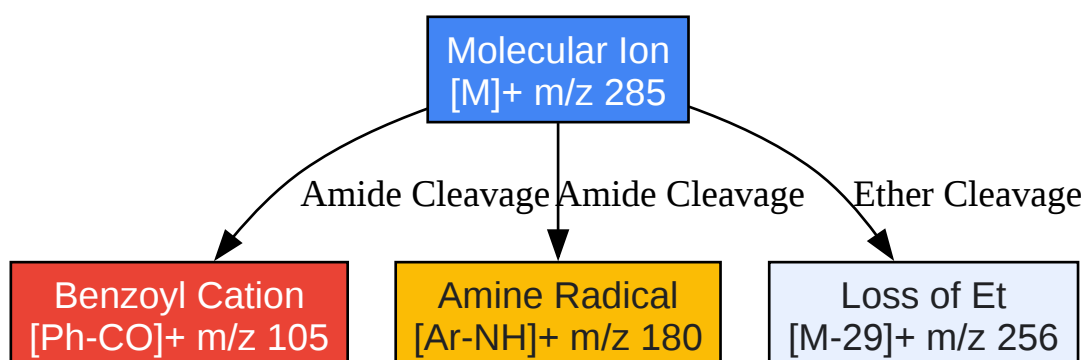 Molecular Ion
[M]+ m/z 285
Amide Cleavage
Amide Cleavage
Ether Cleavage
Benzoyl Cation
[Ph-CO]+ m/z 105
Amine Radical
[Ar-NH]+ m/z 180
Loss of Et
[M-29]+ m/z 256